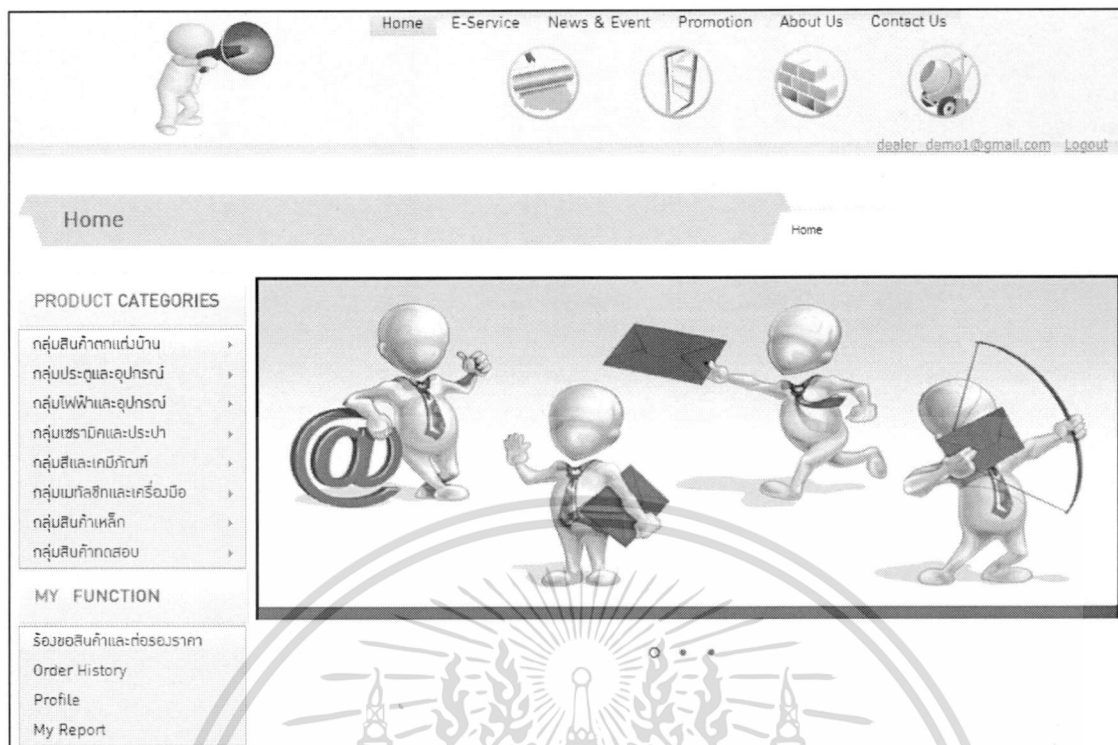 Home E-Service News & Event Promotion About Us Contact Us
dealer_demo1@gmail.com Logout
Home
Home
PRODUCT CATEGORIES
กลุ่มสินค้าตกแต่งบ้าน
กลุ่มประตูและอุปกรณ์
กลุ่มไฟฟ้าและอุปกรณ์
กลุ่มเซรามิคและประปา
กลุ่มสีและเคมีภัณฑ์
กลุ่มเมทัลชีทและเครื่องมือ
กลุ่มสินค้าเหล็ก
กลุ่มสินค้าทดสอบ
MY FUNCTION
ร้องขอสินค้าและต่อรองราคา
Order History
Profile
My Report